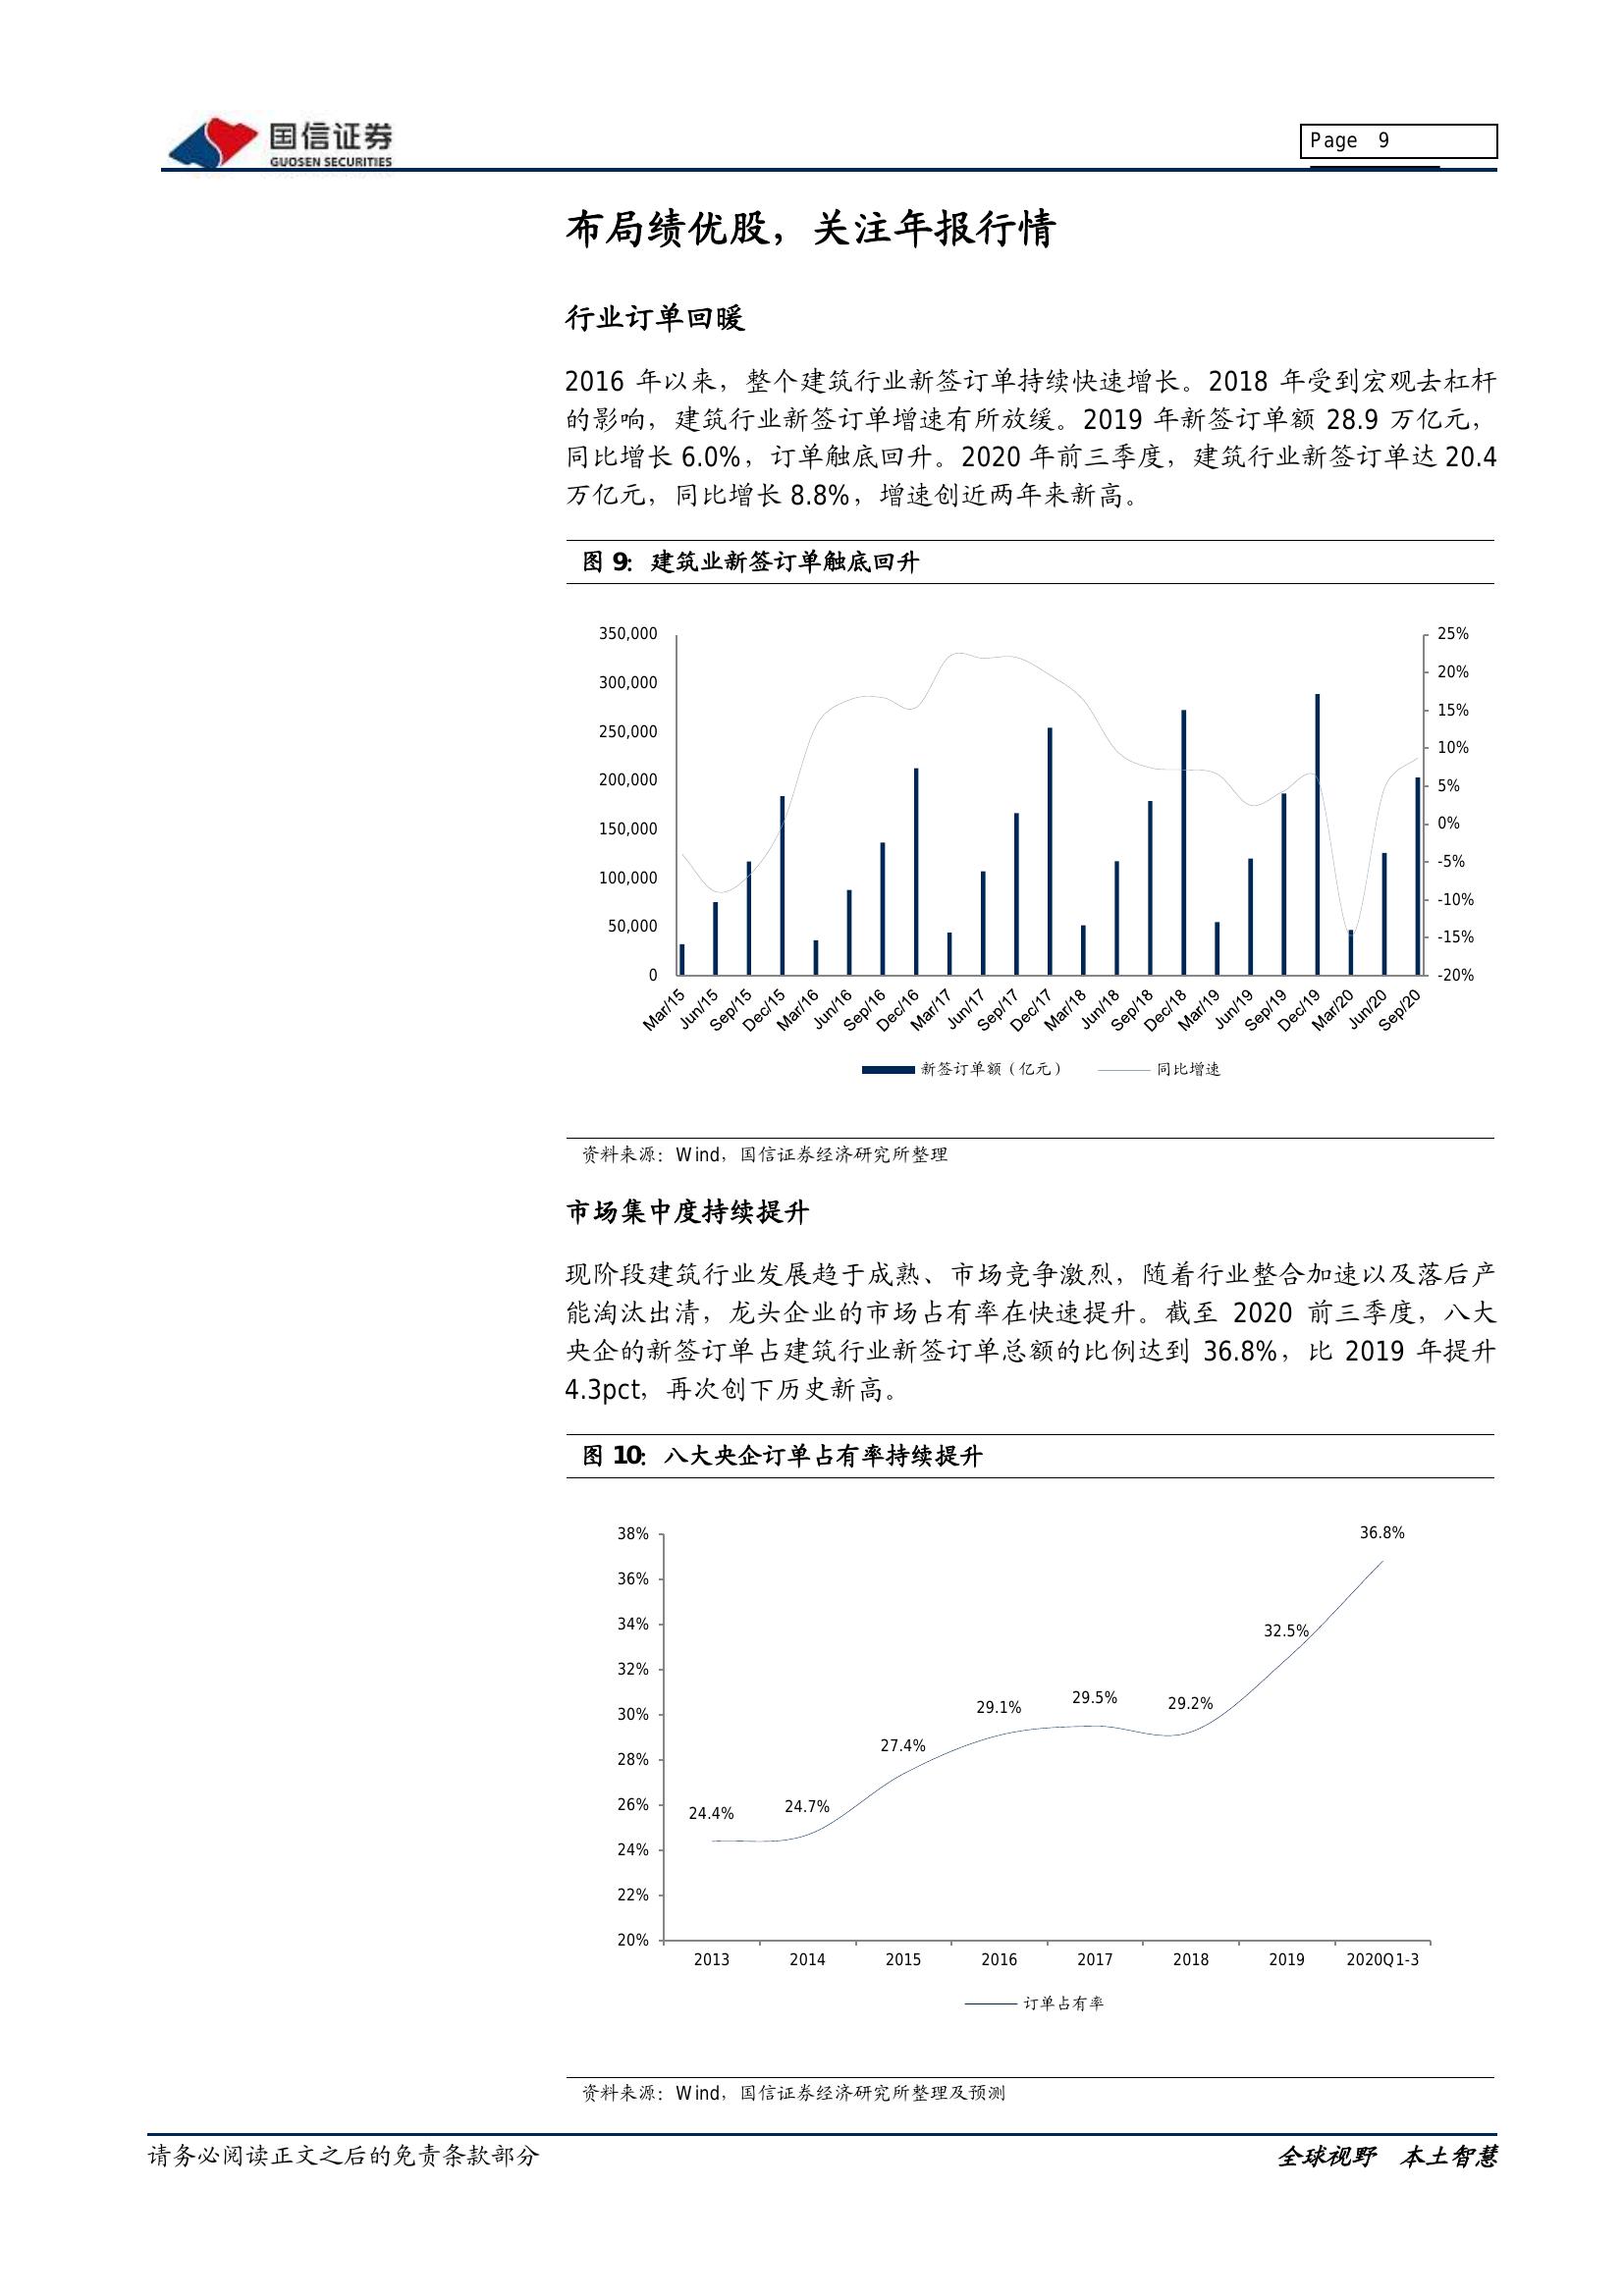 国信证券
GUOSEN SECURITIES
Page 9
布局绩优股，关注年报行情
行业订单回暖
2016 年以来，整个建筑行业新签订单持续快速增长。2018 年受到宏观去杠杆
的影响，建筑行业新签订单增速有所放缓。2019 年新签订单额 28.9 万亿元，
同比增长 6.0%，订单触底回升。2020 年前三季度，建筑行业新签订单达 20.4
万亿元，同比增长 8.8%，增速创近两年来新高。
图 9：建筑业新签订单触底回升
350,000
300,000
250,000
200,000
150,000
100,000
50,000
0
25%
20%
15%
10%
5%
0%
-5%
-10%
-15%
-20%
Mar/15 Jun/15 Sep/15 Dec/15 Mar/16 Jun/16 Sep/16 Dec/16 Mar/17 Jun/17 Sep/17 Dec/17 Mar/18 Jun/18 Sep/18 Dec/18 Mar/19 Jun/19 Sep/19 Dec/19 Mar/20 Jun/20 Sep/20
新签订单额（亿元） 同比增速
资料来源：Wind，国信证券经济研究所整理
市场集中度持续提升
现阶段建筑行业发展趋于成熟、市场竞争激烈，随着行业整合加速以及落后产
能淘汰出清，龙头企业的市场占有率在快速提升。截至 2020 前三季度，八大
央企的新签订单占建筑行业新签订单总额的比例达到 36.8%，比 2019 年提升
4.3pct，再次创下历史新高。
图 10：八大央企订单占有率持续提升
38%
36%
34%
32%
30%
28%
26%
24%
22%
20%
24.4%
24.7%
27.4%
29.1%
29.5%
29.2%
32.5%
36.8%
2013 2014 2015 2016 2017 2018 2019 2020Q1-3
订单占有率
资料来源：Wind，国信证券经济研究所整理及预测
请务必阅读正文之后的免责条款部分
全球视野 本土智慧